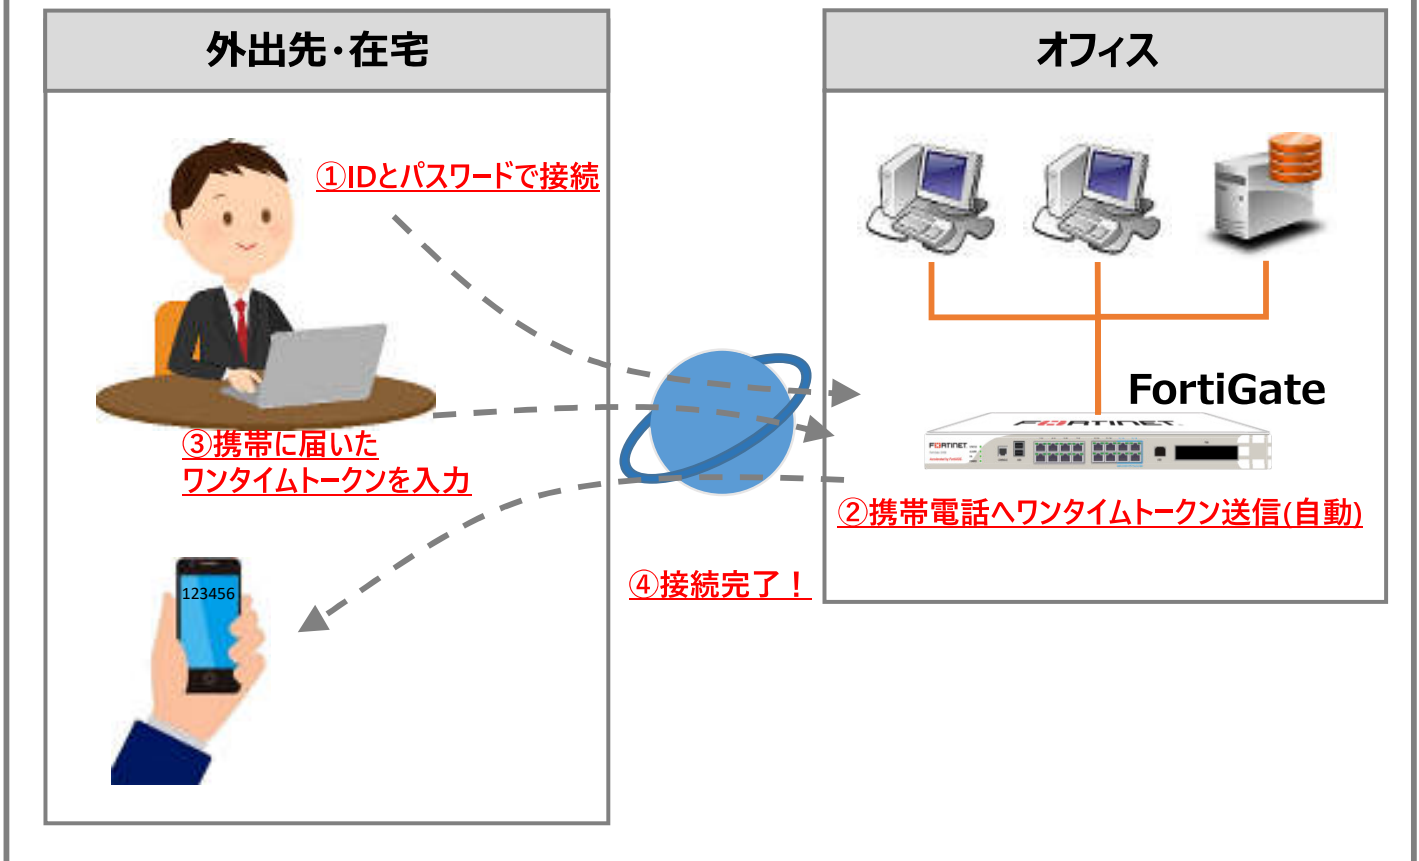 外出先・在宅
オフィス
①IDとパスワードで接続
FortiGate
FORTINET
FORTINET
③携帯に届いた
ワンタイムトークンを入力
②携帯電話へワンタイムトークン送信(自動)
④接続完了！
123456